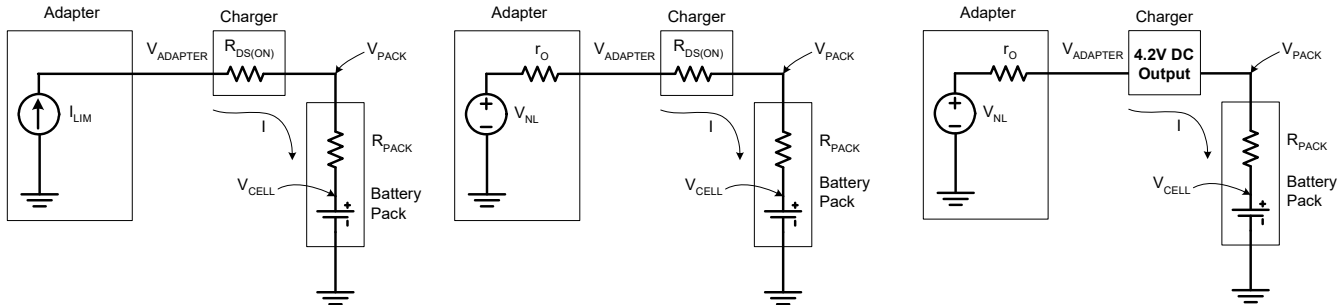 Adapter
Charger
V_ADAPTER
R_DS(ON)
V_PACK
I_LIM
I
R_PACK
V_CELL
Battery
Pack
+
Adapter
Charger
r_O
V_ADAPTER
R_DS(ON)
V_PACK
+
V_NL
I
R_PACK
V_CELL
Battery
Pack
+
Adapter
Charger
r_O
V_ADAPTER
4.2V DC
Output
V_PACK
+
V_NL
I
R_PACK
V_CELL
Battery
Pack
+